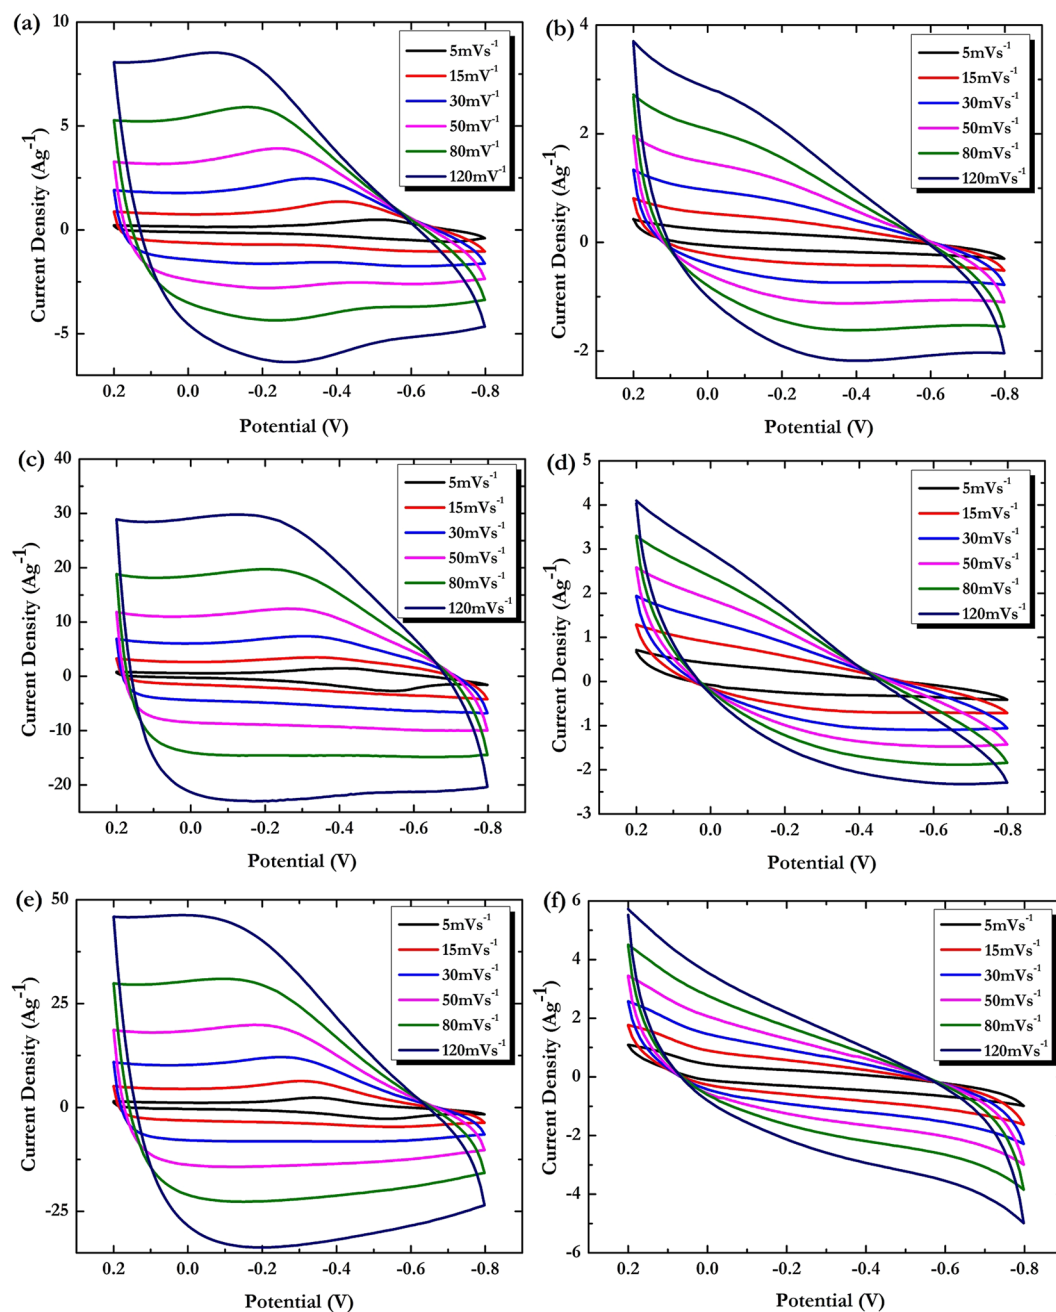 (a)
10
5
0
-5
Current Density (Ag⁻¹)
0.2 0.0 -0.2 -0.4 -0.6 -0.8
Potential (V)
5mVs⁻¹
15mV⁻¹
30mV⁻¹
50mV⁻¹
80mV⁻¹
120mV⁻¹
(b)
4
2
0
-2
Current Density (Ag⁻¹)
0.2 0.0 -0.2 -0.4 -0.6 -0.8
Potential (V)
5mVs⁻¹
15mVs⁻¹
30mVs⁻¹
50mVs⁻¹
80mVs⁻¹
120mVs⁻¹
(c)
40
30
20
10
0
-10
-20
Current Density (Ag⁻¹)
0.2 0.0 -0.2 -0.4 -0.6 -0.8
Potential (V)
5mVs⁻¹
15mVs⁻¹
30mVs⁻¹
50mVs⁻¹
80mVs⁻¹
120mVs⁻¹
(d)
5
4
3
2
1
0
-1
-2
-3
Current Density (Ag⁻¹)
0.2 0.0 -0.2 -0.4 -0.6 -0.8
Potential (V)
5mVs⁻¹
15mVs⁻¹
30mVs⁻¹
50mVs⁻¹
80mVs⁻¹
120mVs⁻¹
(e)
50
25
0
-25
Current Density (Ag⁻¹)
0.2 0.0 -0.2 -0.4 -0.6 -0.8
Potential (V)
5mVs⁻¹
15mVs⁻¹
30mVs⁻¹
50mVs⁻¹
80mVs⁻¹
120mVs⁻¹
(f)
6
4
2
0
-2
-4
-6
Current Density (Ag⁻¹)
0.2 0.0 -0.2 -0.4 -0.6 -0.8
Potential (V)
5mVs⁻¹
15mVs⁻¹
30mVs⁻¹
50mVs⁻¹
80mVs⁻¹
120mVs⁻¹